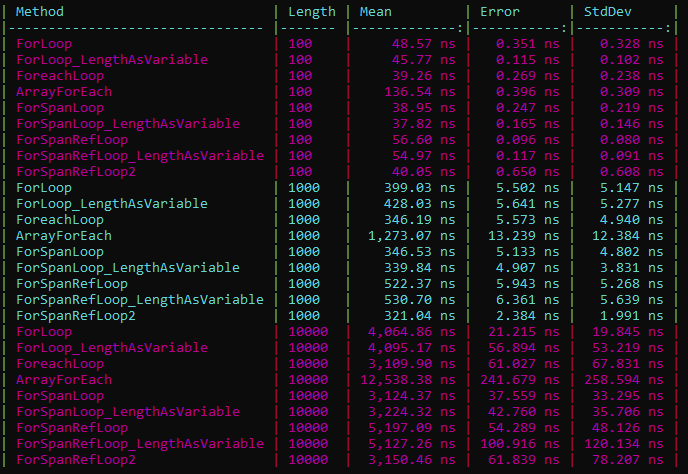 | Method | Length | Mean | Error | StdDev |
|-------------------------------- |------- |-------------:|-----------:|-----------:|
| ForLoop | 100 | 48.57 ns | 0.351 ns | 0.328 ns |
| ForLoop_LengthAsVariable | 100 | 45.77 ns | 0.115 ns | 0.102 ns |
| ForeachLoop | 100 | 39.26 ns | 0.269 ns | 0.238 ns |
| ArrayForEach | 100 | 136.54 ns | 0.396 ns | 0.309 ns |
| ForSpanLoop | 100 | 38.95 ns | 0.247 ns | 0.219 ns |
| ForSpanLoop_LengthAsVariable | 100 | 37.82 ns | 0.165 ns | 0.146 ns |
| ForSpanRefLoop | 100 | 56.60 ns | 0.096 ns | 0.080 ns |
| ForSpanRefLoop_LengthAsVariable | 100 | 54.97 ns | 0.117 ns | 0.091 ns |
| ForSpanRefLoop2 | 100 | 40.05 ns | 0.650 ns | 0.608 ns |
| ForLoop | 1000 | 399.03 ns | 5.502 ns | 5.147 ns |
| ForLoop_LengthAsVariable | 1000 | 428.03 ns | 5.641 ns | 5.277 ns |
| ForeachLoop | 1000 | 346.19 ns | 5.573 ns | 4.940 ns |
| ArrayForEach | 1000 | 1,273.07 ns | 13.239 ns | 12.384 ns |
| ForSpanLoop | 1000 | 346.53 ns | 5.133 ns | 4.802 ns |
| ForSpanLoop_LengthAsVariable | 1000 | 339.84 ns | 4.907 ns | 3.831 ns |
| ForSpanRefLoop | 1000 | 522.37 ns | 5.943 ns | 5.268 ns |
| ForSpanRefLoop_LengthAsVariable | 1000 | 530.70 ns | 6.361 ns | 5.639 ns |
| ForSpanRefLoop2 | 1000 | 321.04 ns | 2.384 ns | 1.991 ns |
| ForLoop | 10000 | 4,064.86 ns | 21.215 ns | 19.845 ns |
| ForLoop_LengthAsVariable | 10000 | 4,095.17 ns | 56.894 ns | 53.219 ns |
| ForeachLoop | 10000 | 3,109.90 ns | 61.027 ns | 67.831 ns |
| ArrayForEach | 10000 | 12,538.38 ns | 241.679 ns | 258.594 ns |
| ForSpanLoop | 10000 | 3,124.37 ns | 37.559 ns | 33.295 ns |
| ForSpanLoop_LengthAsVariable | 10000 | 3,224.32 ns | 42.760 ns | 35.706 ns |
| ForSpanRefLoop | 10000 | 5,197.09 ns | 54.289 ns | 48.126 ns |
| ForSpanRefLoop_LengthAsVariable | 10000 | 5,127.26 ns | 100.916 ns | 120.134 ns |
| ForSpanRefLoop2 | 10000 | 3,150.46 ns | 61.839 ns | 78.207 ns |